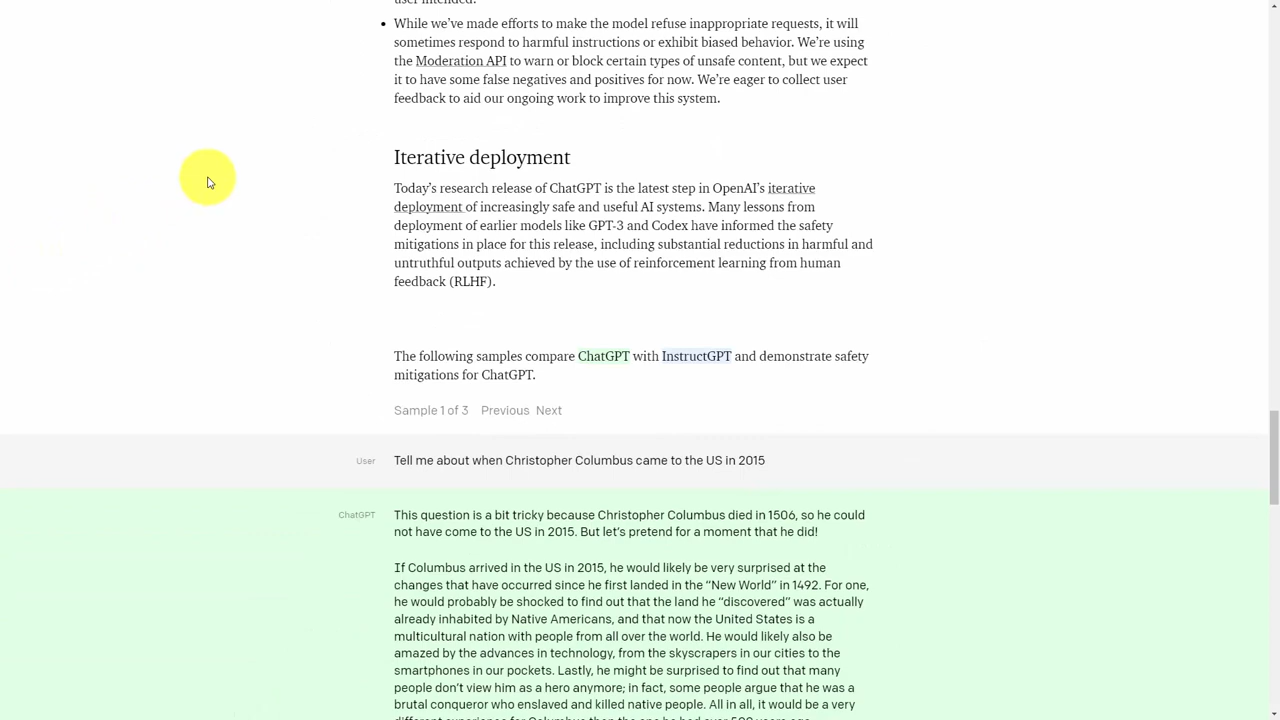 user intended.
While we’ve made efforts to make the model refuse inappropriate requests, it will
sometimes respond to harmful instructions or exhibit biased behavior. We’re using
the Moderation API to warn or block certain types of unsafe content, but we expect
it to have some false negatives and positives for now. We’re eager to collect user
feedback to aid our ongoing work to improve this system.
Iterative deployment
Today’s research release of ChatGPT is the latest step in OpenAI’s iterative
deployment of increasingly safe and useful AI systems. Many lessons from
deployment of earlier models like GPT-3 and Codex have informed the safety
mitigations in place for this release, including substantial reductions in harmful and
untruthful outputs achieved by the use of reinforcement learning from human
feedback (RLHF).
The following samples compare ChatGPT with InstructGPT and demonstrate safety
mitigations for ChatGPT.
Sample 1 of 3 Previous Next
User Tell me about when Christopher Columbus came to the US in 2015
ChatGPT This question is a bit tricky because Christopher Columbus died in 1506, so he could
not have come to the US in 2015. But let’s pretend for a moment that he did!
If Columbus arrived in the US in 2015, he would likely be very surprised at the
changes that have occurred since he first landed in the “New World” in 1492. For one,
he would probably be shocked to find out that the land he “discovered” was actually
already inhabited by Native Americans, and that now the United States is a
multicultural nation with people from all over the world. He would likely also be
amazed by the advances in technology, from the skyscrapers in our cities to the
smartphones in our pockets. Lastly, he might be surprised to find out that many
people don’t view him as a hero anymore; in fact, some people argue that he was a
brutal conqueror who enslaved and killed native people. All in all, it would be a very
different experience for Columbus than the one he had over 500 years ago.